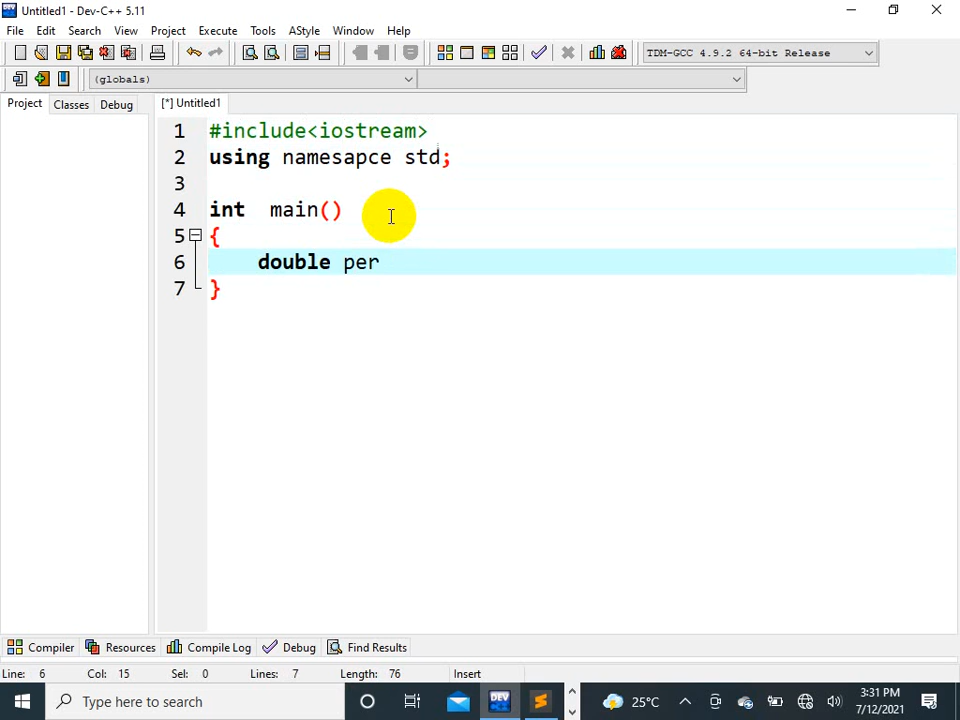 Untitled1 - Dev-C++ 5.11
File Edit Search View Project Execute Tools AStyle Window Help
TDM-GCC 4.9.2 64-bit Release
(globals)
Project Classes Debug [*] Untitled1
1 #include<iostream>
2 using namesapce std;
3
4 int  main()
5 {
6 double per
7 }
Compiler Resources Compile Log Debug Find Results
Line: 6 Col: 15 Sel: 0 Lines: 7 Length: 76 Insert
Type here to search DEV 25°C 3:31 PM
7/12/2021